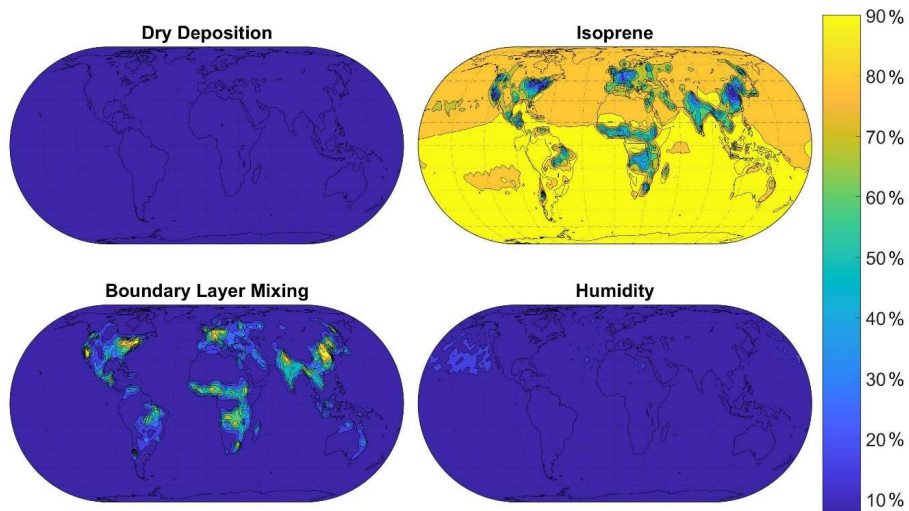 Dry Deposition
Isoprene
Boundary Layer Mixing
Humidity
90 %
80 %
70 %
60 %
50 %
40 %
30 %
20 %
10 %